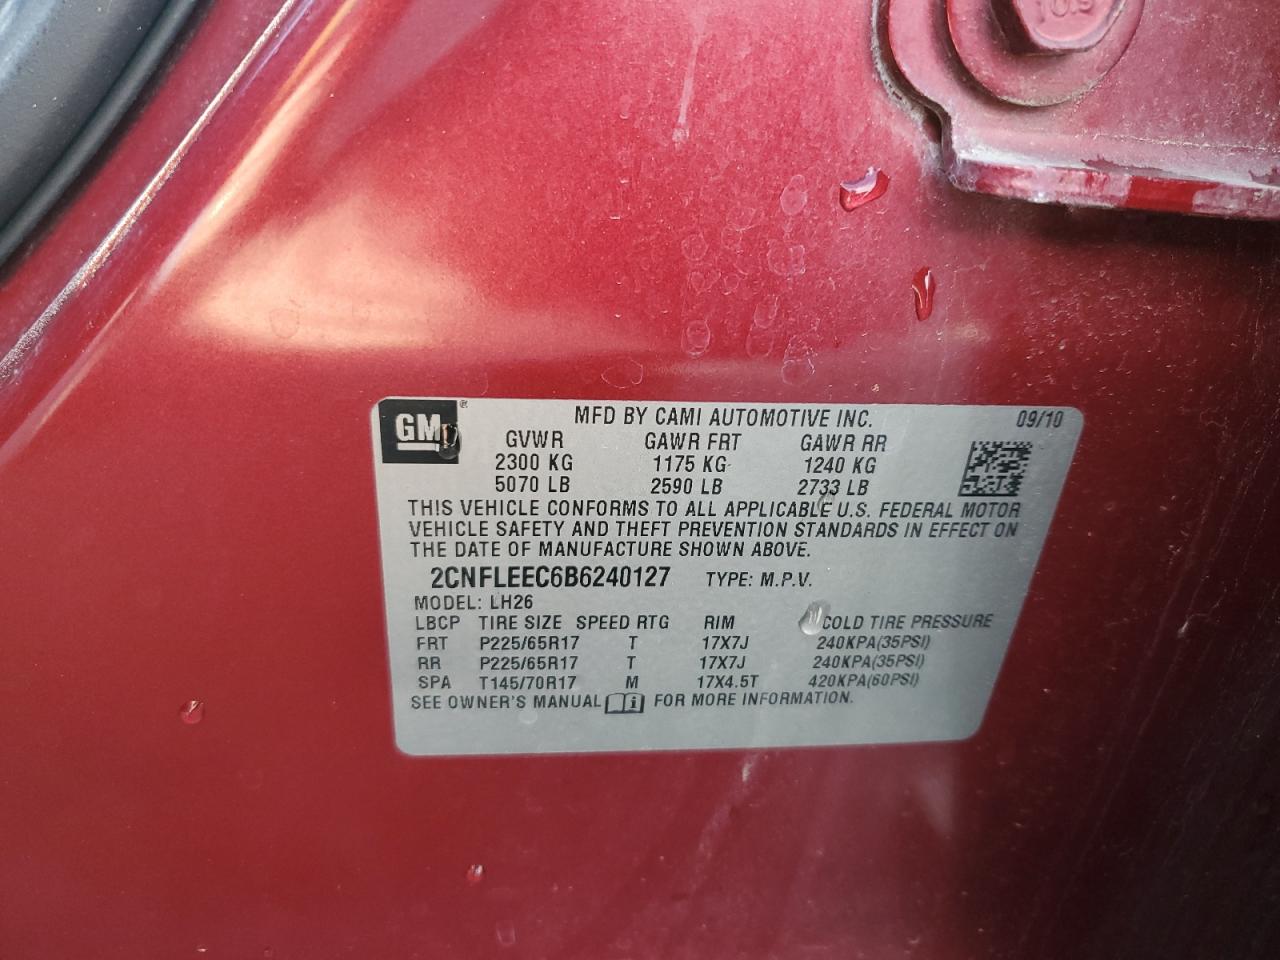 10.9
GM®
MFD BY CAMI AUTOMOTIVE INC. 09/10
GVWR GAWR FRT GAWR RR
2300 KG 1175 KG 1240 KG
5070 LB 2590 LB 2733 LB
THIS VEHICLE CONFORMS TO ALL APPLICABLE U.S. FEDERAL MOTOR
VEHICLE SAFETY AND THEFT PREVENTION STANDARDS IN EFFECT ON
THE DATE OF MANUFACTURE SHOWN ABOVE.
2CNFLEEC6B6240127 TYPE: M.P.V.
MODEL: LH26
LBCP TIRE SIZE SPEED RTG RIM COLD TIRE PRESSURE
FRT P225/65R17 T 17X7J 240KPA(35PSI)
RR P225/65R17 T 17X7J 240KPA(35PSI)
SPA T145/70R17 M 17X4.5T 420KPA(60PSI)
SEE OWNER'S MANUAL i FOR MORE INFORMATION.